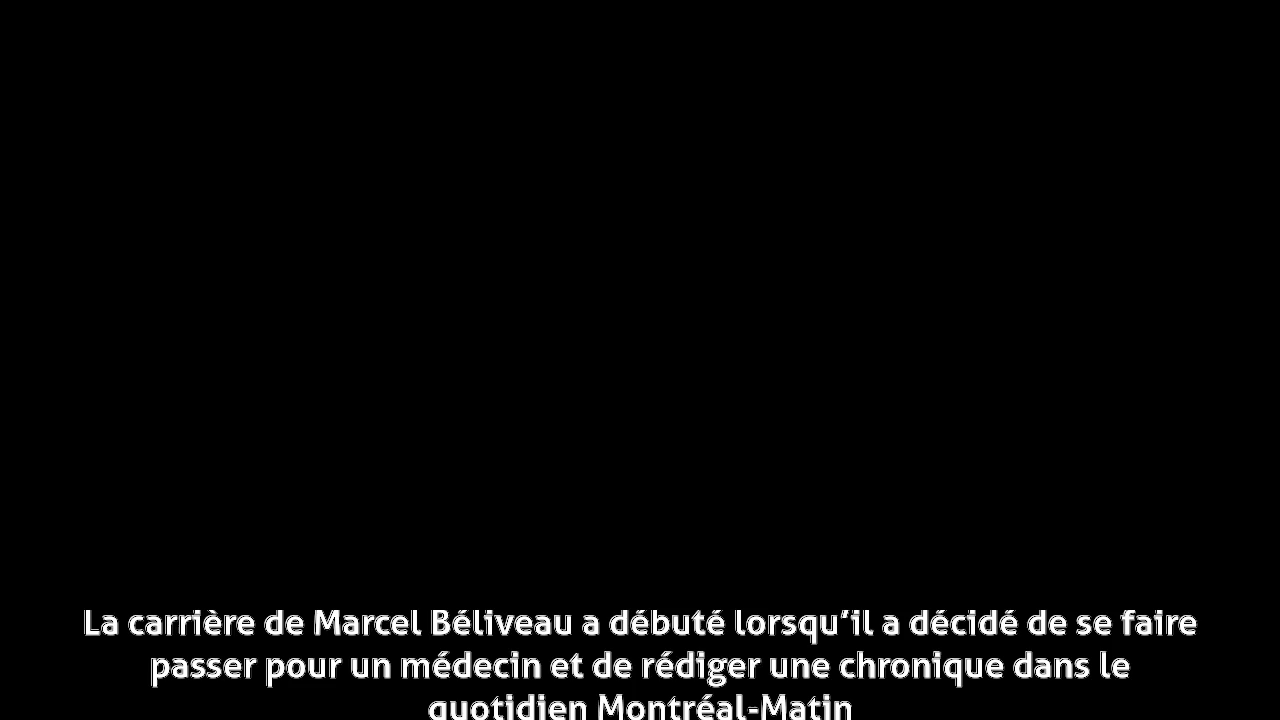 La carrière de Marcel Béliveau a débuté lorsqu'il a décidé de se faire
passer pour un médecin et de rédiger une chronique dans le
quotidien Montréal-Matin